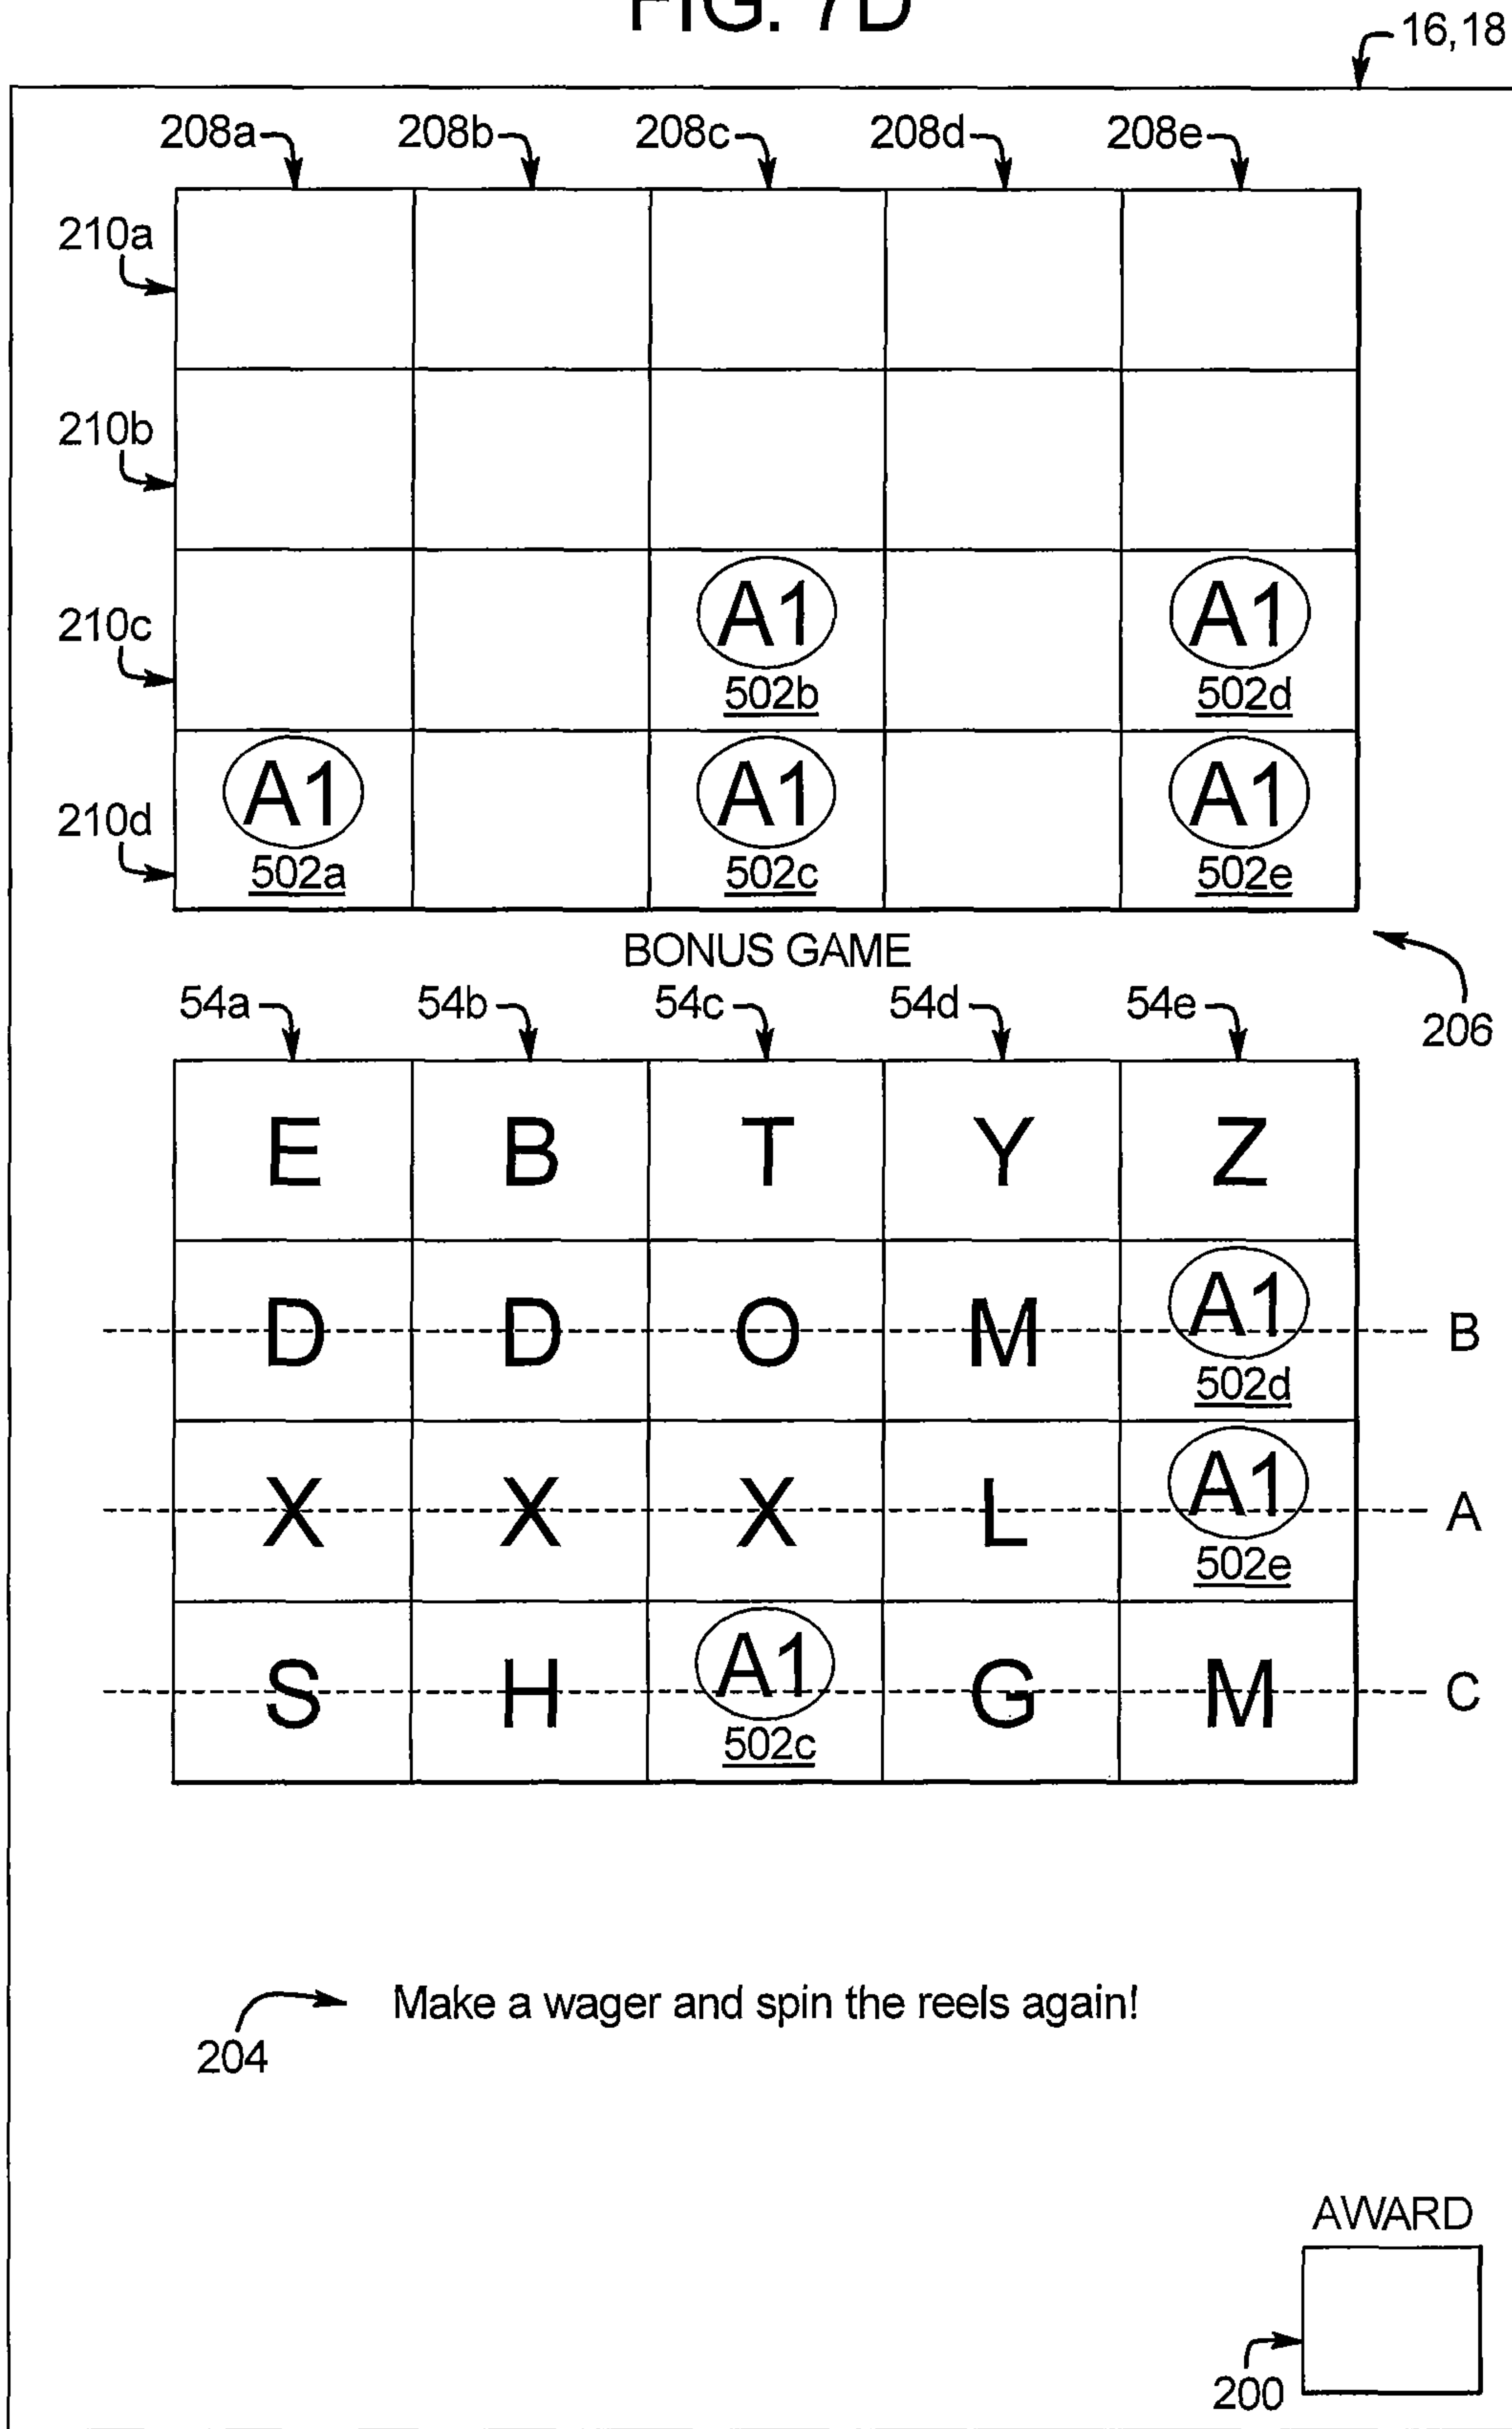 FIG. 7D
16,18
208a 208b 208c 208d 208e
210a
210b
210c
A1 A1
502b 502d
210d
A1 A1 A1
502a 502c 502e
BONUS GAME
206
54a 54b 54c 54d 54e
E B T Y Z
D D O M A1 B
502d
X X X L A1 A
502e
S H A1 G M C
502c
204
Make a wager and spin the reels again!
AWARD
200